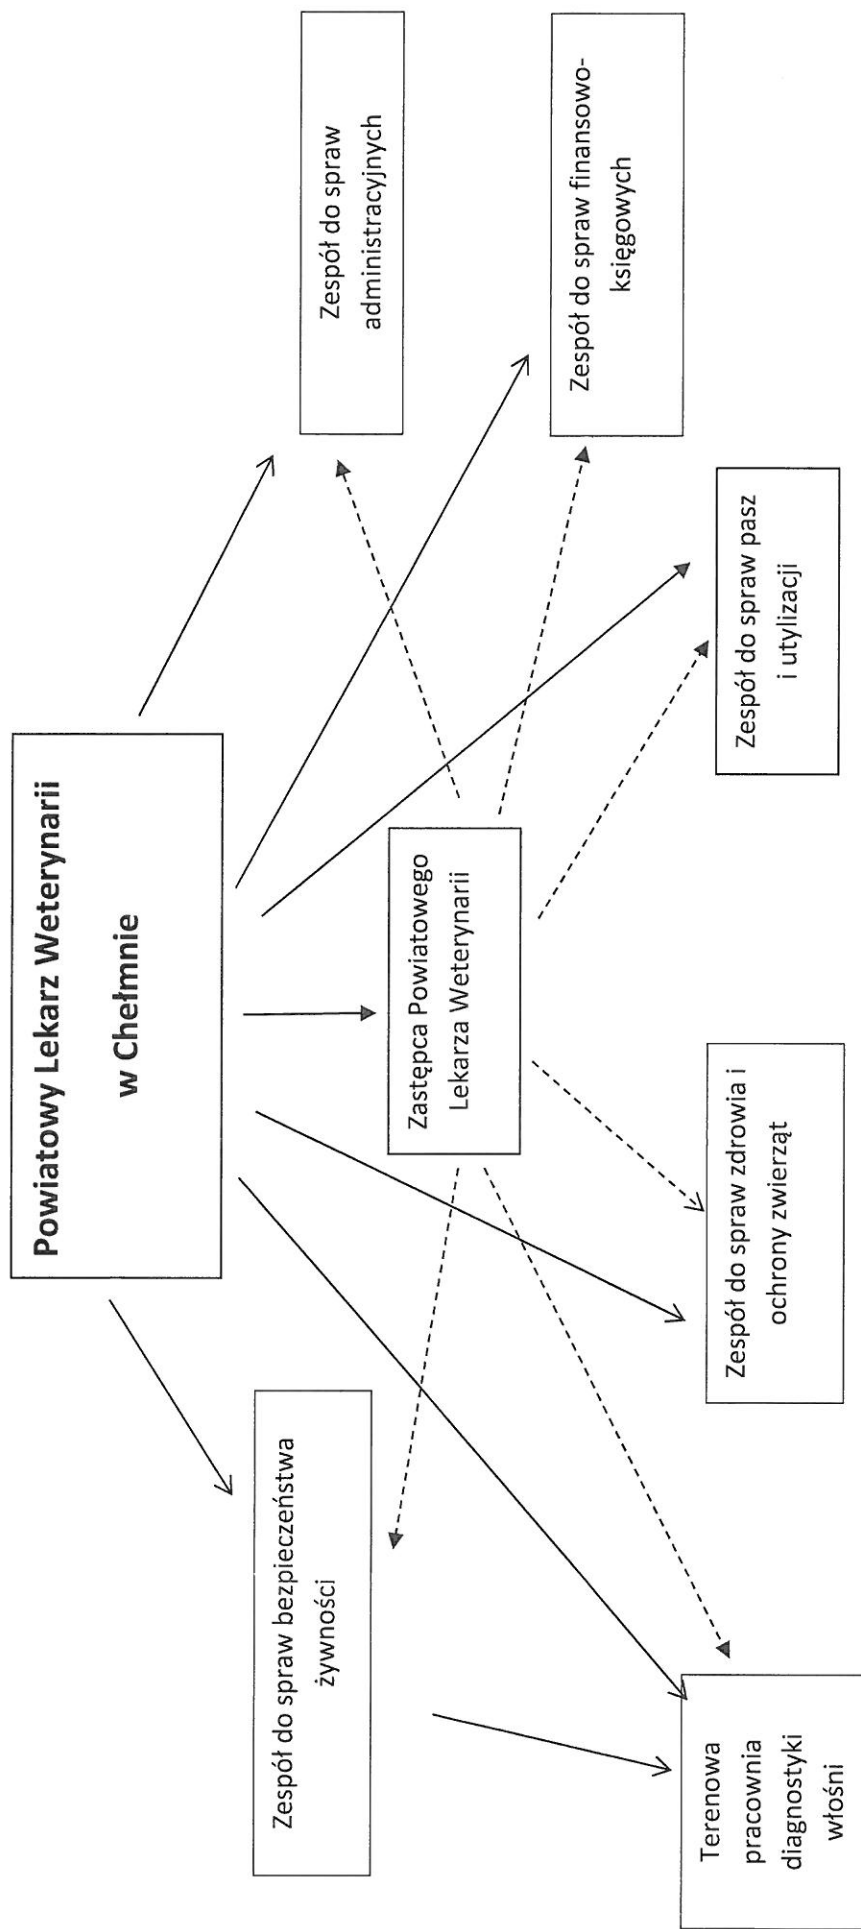 Powiatowy Lekarz Weterynarii
w Chełmnie
Zespół do spraw bezpieczeństwa
żywności
Zespół do spraw
administracyjnych
Zastępca Powiatowego
Lekarza Weterynarii
Zespół do spraw finansowo-
księgowych
Terenowa
pracownia
diagnostyki
włośni
Zespół do spraw zdrowia i
ochrony zwierząt
Zespół do spraw pasz
i utylizacji